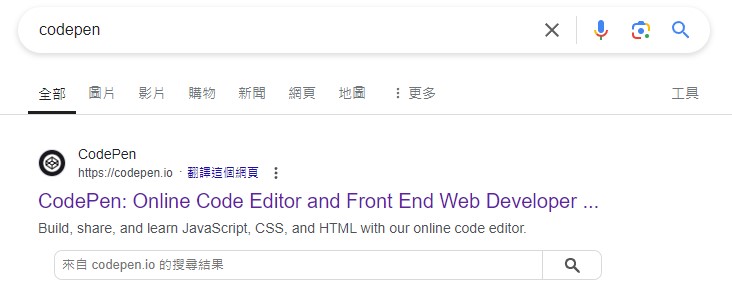 codepen
全部 圖片 影片 購物 新聞 網頁 地圖 ⋮ 更多 工具
CodePen
https://codepen.io · 翻譯這個網頁 ⋮
CodePen: Online Code Editor and Front End Web Developer ...
Build, share, and learn JavaScript, CSS, and HTML with our online code editor.
來自 codepen.io 的搜尋結果